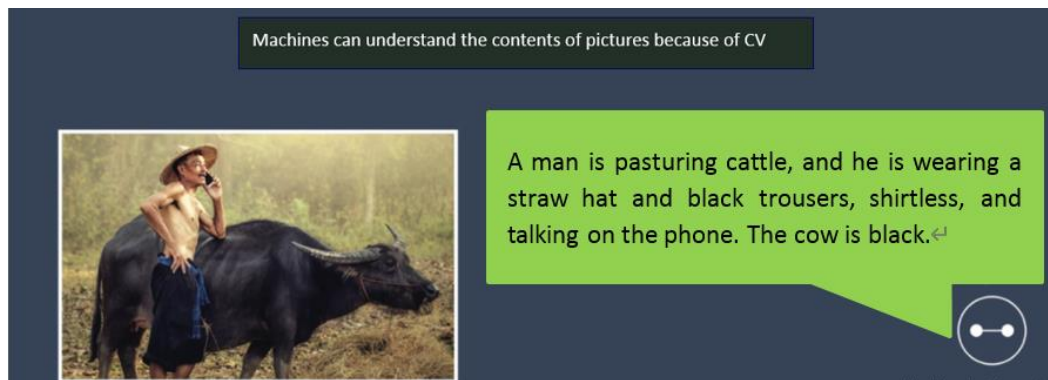 Machines can understand the contents of pictures because of CV
A man is pasturing cattle, and he is wearing a
straw hat and black trousers, shirtless, and
talking on the phone. The cow is black.↵